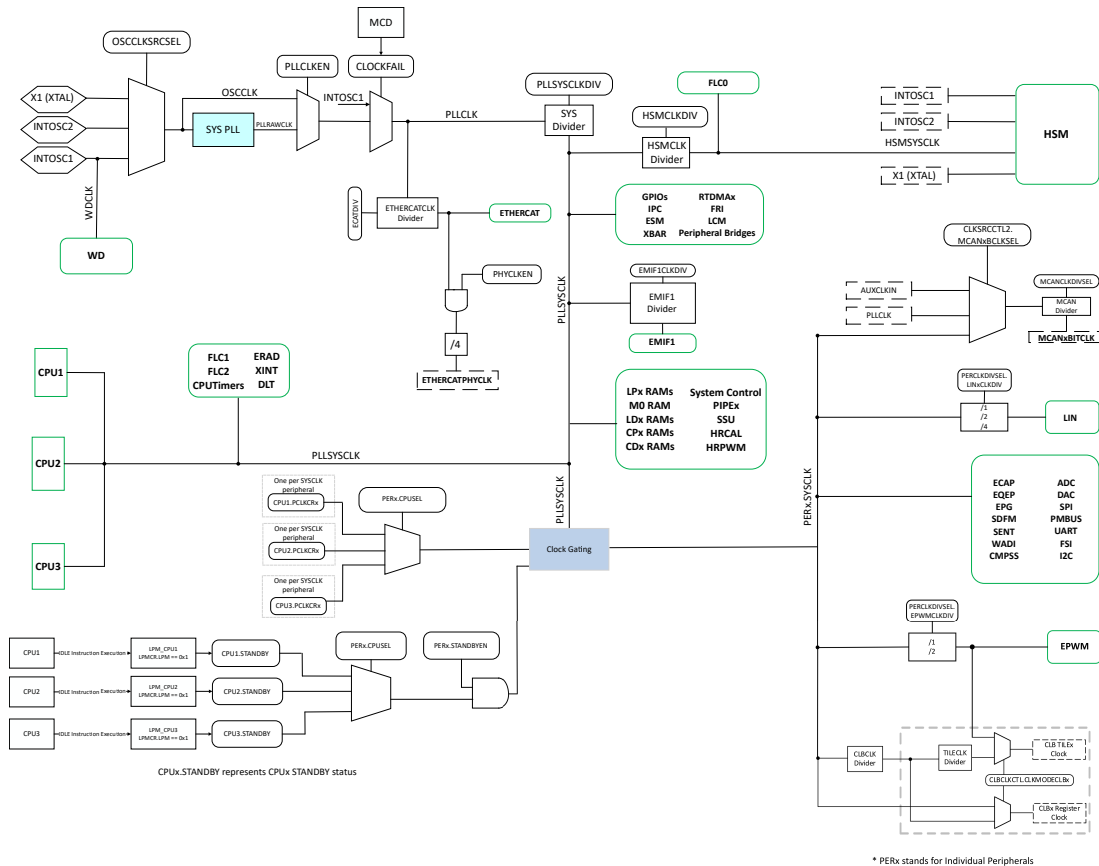 MCD
OSCCLKSRCSEL
PLLCLKEN
CLOCKFAIL
X1 (XTAL)
INTOSC2
INTOSC1
OSCCLK
SYS PLL
PLLRAWCLK
INTOSC1
PLLCLK
WDCLK
WD
PLLSYSCLKDIV
SYS
Divider
HSMCLKDIV
HSMCLK
Divider
FLC0
INTOSC1
INTOSC2
HSMSYSCLK
X1 (XTAL)
HSM
ECATDIV
ETHERCATCLK
Divider
ETHERCAT
PHYCLKEN
/4
ETHERCATPHYCLK
GPIOs RTDMAx
IPC FRI
ESM LCM
XBAR Peripheral Bridges
PLLSYSCLK
EMIF1CLKDIV
EMIF1
Divider
EMIF1
LPx RAMs System Control
M0 RAM PIPEx
LDx RAMs SSU
CPx RAMs HRCAL
CDx RAMs HRPWM
CLKSRCCTL2.
MCANxBCLKSEL
AUXCLKIN
PLLCLK
MCANCLKDIVSEL
MCAN
Divider
MCANxBITCLK
CPU1
CPU2
CPU3
FLC1 ERAD
FLC2 XINT
CPUTimers DLT
PLLSYSCLK
PLLSYSCLK
One per SYSCLK
peripheral
CPU1.PCLKCRx
One per SYSCLK
peripheral
CPU2.PCLKCRx
One per SYSCLK
peripheral
CPU3.PCLKCRx
PERx.CPUSEL
Clock Gating
PERx.SYSCLK
PERCLKDIVSEL.
LINxCLKDIV
/1
/2
/4
LIN
ECAP ADC
EQEP DAC
EPG SPI
SDFM PMBUS
SENT UART
WADI FSI
CMPSS I2C
PERCLKDIVSEL.
EPWMCLKDIV
/1
/2
EPWM
CPU1
IDLE Instruction Execution
LPM_CPU1
LPMCR.LPM == 0x1
CPU1.STANDBY
CPU2
IDLE Instruction Execution
LPM_CPU2
LPMCR.LPM == 0x1
CPU2.STANDBY
CPU3
IDLE Instruction Execution
LPM_CPU3
LPMCR.LPM == 0x1
CPU3.STANDBY
PERx.CPUSEL
PERx.STANDBYEN
CPUx.STANDBY represents CPUx STANDBY status
CLBCLK
Divider
TILECLK
Divider
CLB TILEx
Clock
CLBCLKCTL.CLKMODECLBx
CLBx Register
Clock
* PERx stands for Individual Peripherals